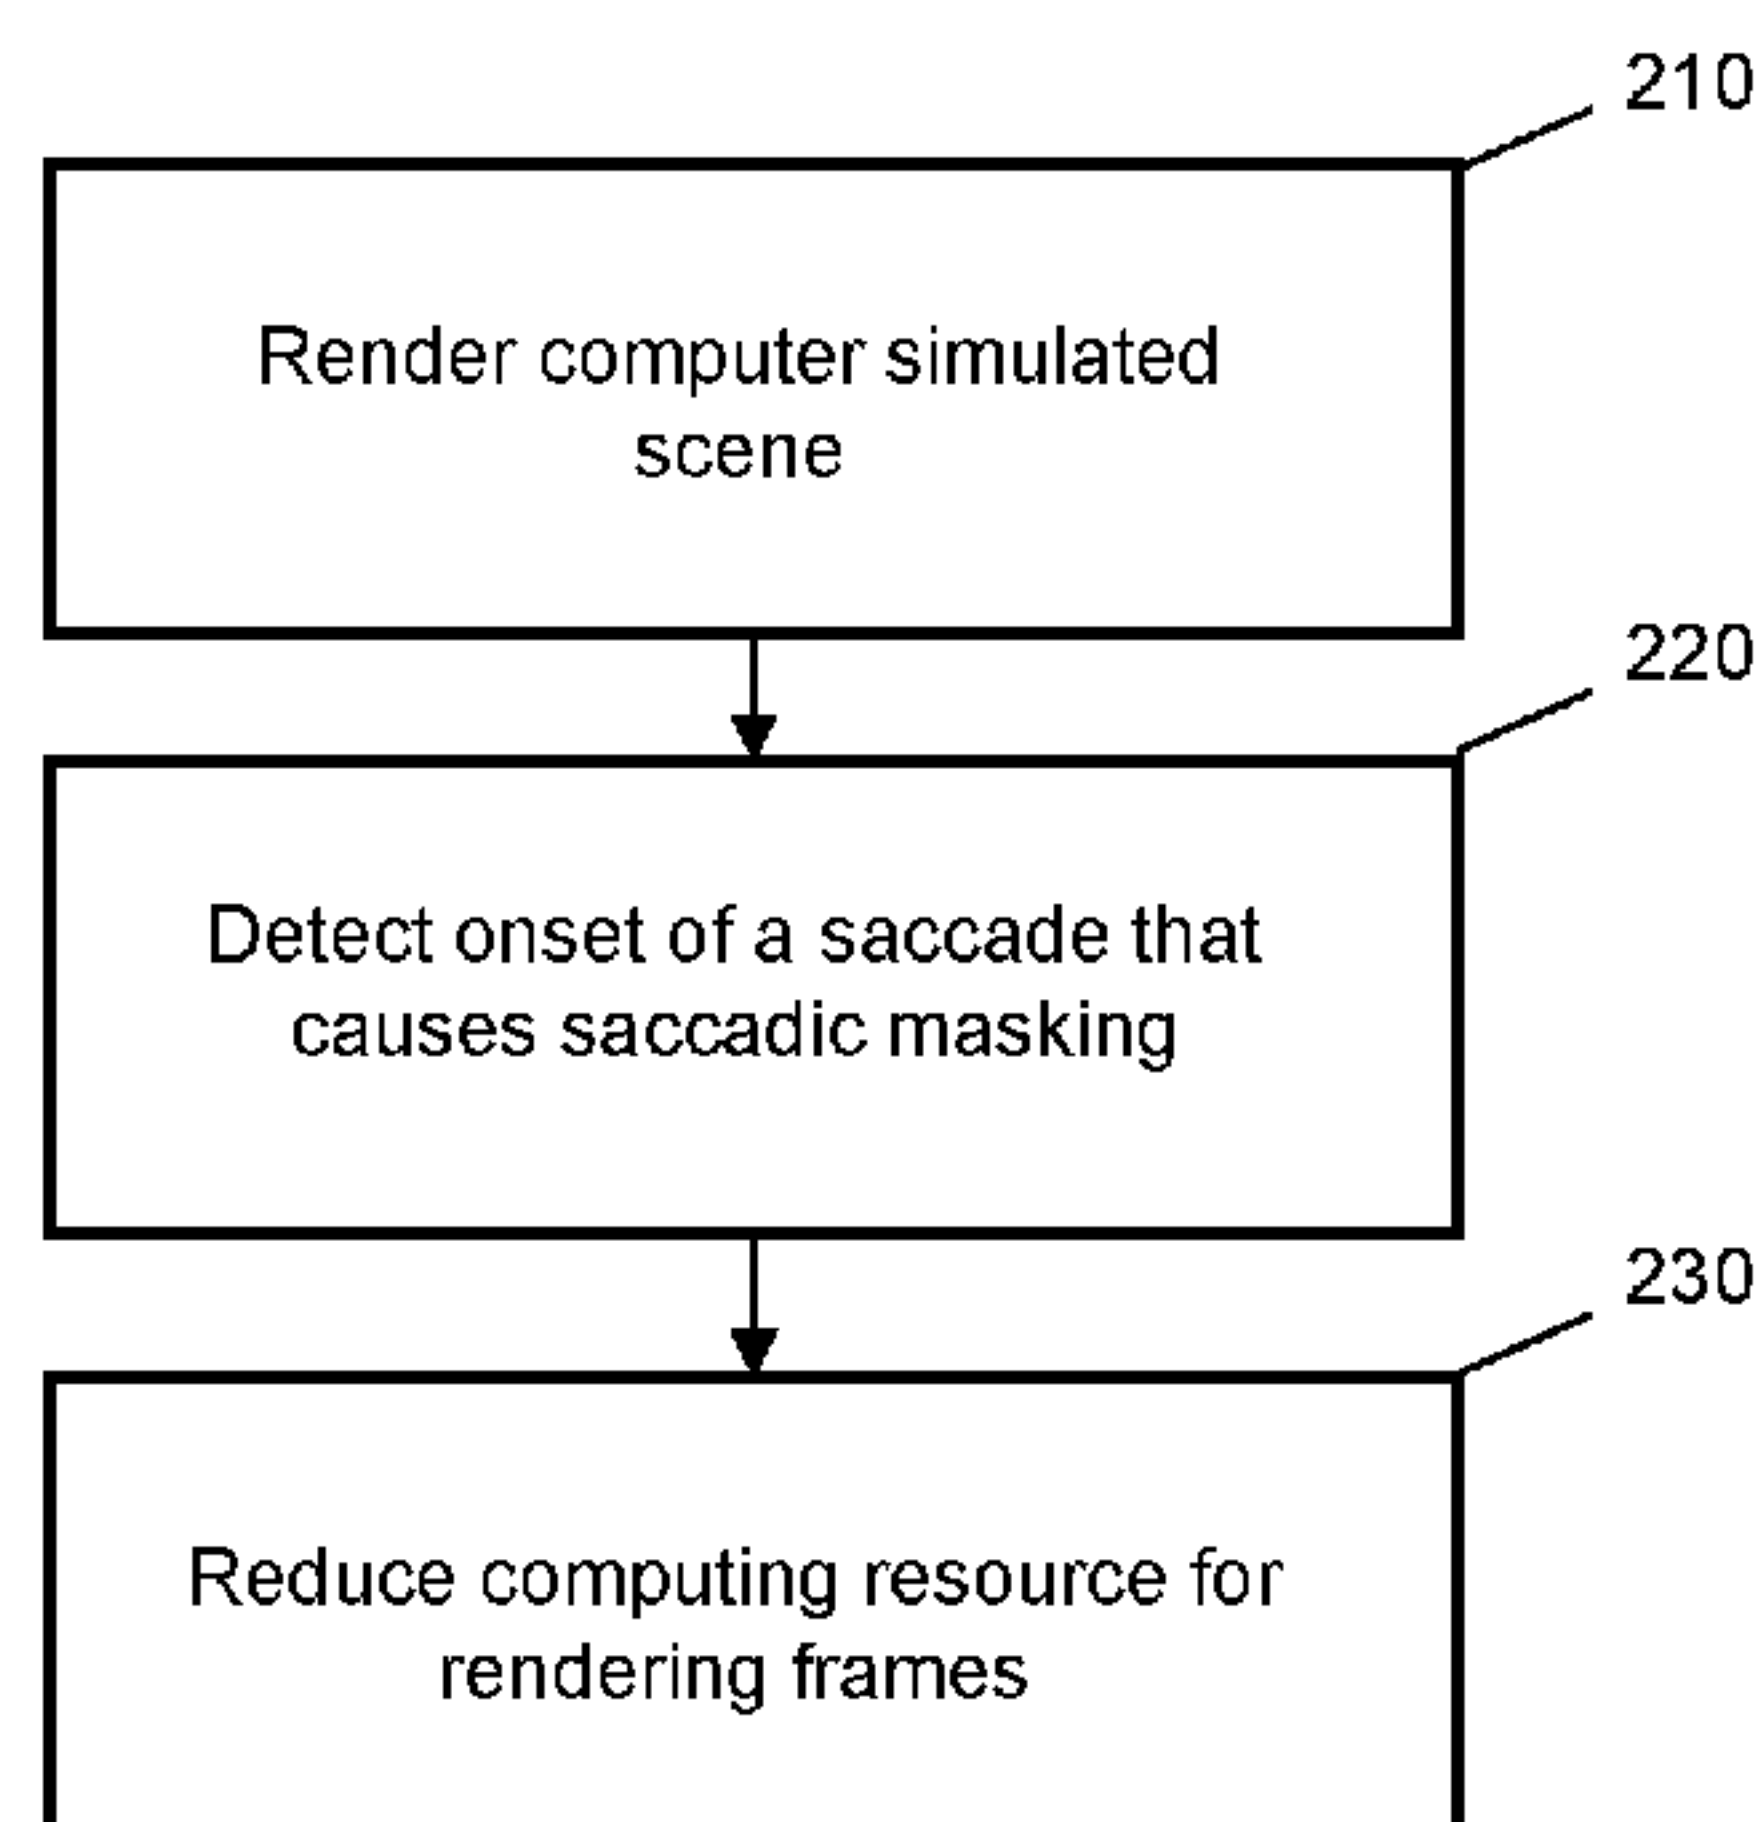 210
Render computer simulated
scene
220
Detect onset of a saccade that
causes saccadic masking
230
Reduce computing resource for
rendering frames